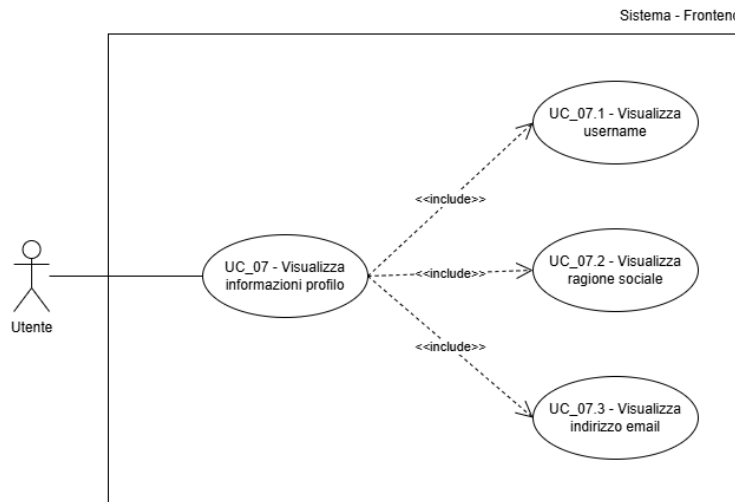 Sistema - Frontend
UC_07.1 - Visualizza
username
<<include>>
UC_07 - Visualizza
informazioni profilo
<<include>>
UC_07.2 - Visualizza
ragione sociale
Utente
<<include>>
UC_07.3 - Visualizza
indirizzo email